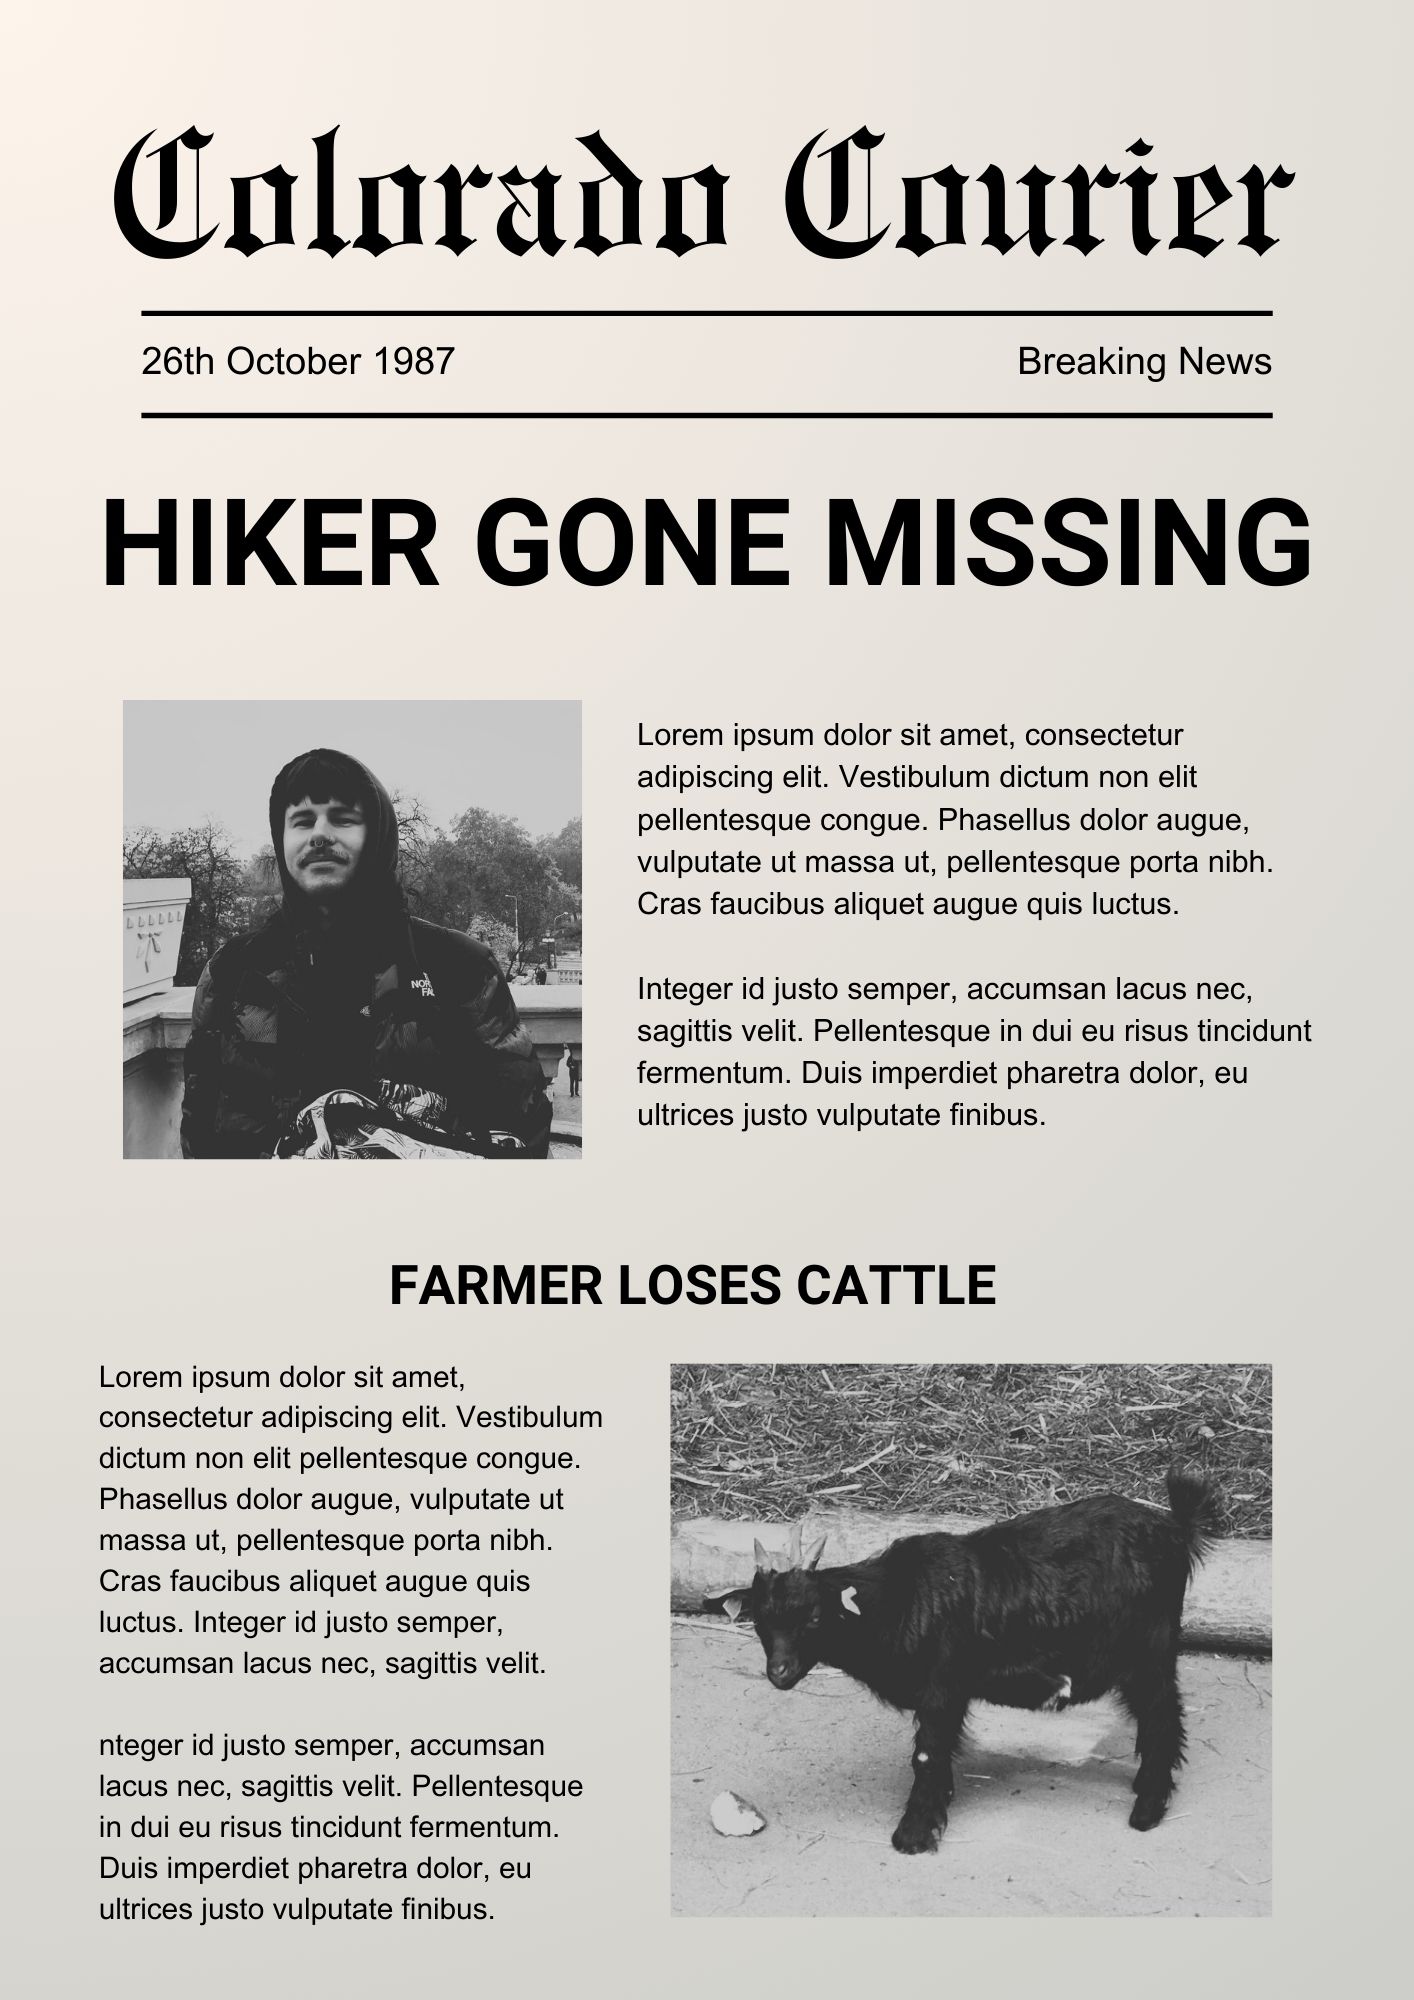 Colorado Courier
26th October 1987
Breaking News
HIKER GONE MISSING
Lorem ipsum dolor sit amet, consectetur
adipiscing elit. Vestibulum dictum non elit
pellentesque congue. Phasellus dolor augue,
vulputate ut massa ut, pellentesque porta nibh.
Cras faucibus aliquet augue quis luctus.
Integer id justo semper, accumsan lacus nec,
sagittis velit. Pellentesque in dui eu risus tincidunt
fermentum. Duis imperdiet pharetra dolor, eu
ultrices justo vulputate finibus.
FARMER LOSES CATTLE
Lorem ipsum dolor sit amet,
consectetur adipiscing elit. Vestibulum
dictum non elit pellentesque congue.
Phasellus dolor augue, vulputate ut
massa ut, pellentesque porta nibh.
Cras faucibus aliquet augue quis
luctus. Integer id justo semper,
accumsan lacus nec, sagittis velit.
nteger id justo semper, accumsan
lacus nec, sagittis velit. Pellentesque
in dui eu risus tincidunt fermentum.
Duis imperdiet pharetra dolor, eu
ultrices justo vulputate finibus.